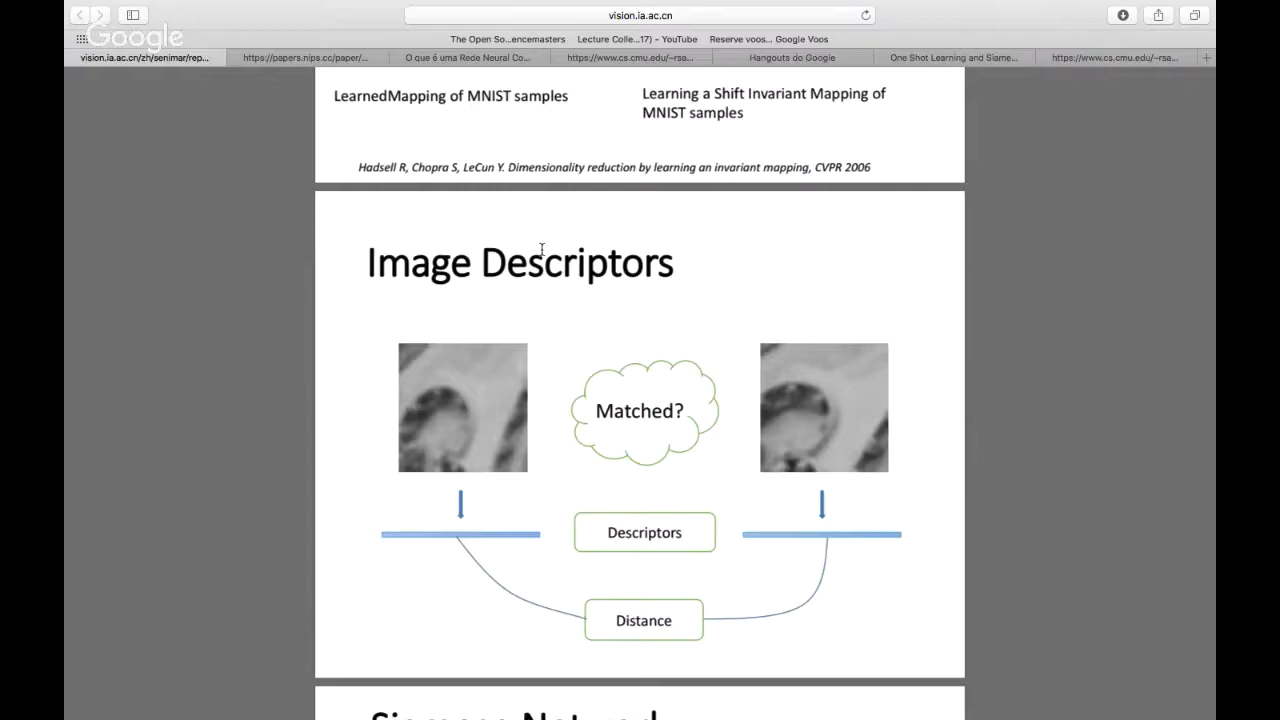 vision.ia.ac.cn
Google
The Open So...encemasters Lecture Colle...17) – YouTube Reserve voos... Google Voos
vision.ia.ac.cn/zh/senimar/rep... https://papers.nips.cc/paper/... O que é uma Rede Neural Co... https://www.cs.cmu.edu/~rsa... Hangouts do Google One Shot Learning and Siame... https://www.cs.cmu.edu/~rsa...
LearnedMapping of MNIST samples
Learning a Shift Invariant Mapping of
MNIST samples
Hadsell R, Chopra S, LeCun Y. Dimensionality reduction by learning an invariant mapping, CVPR 2006
Image Descriptors
Matched?
Descriptors
Distance